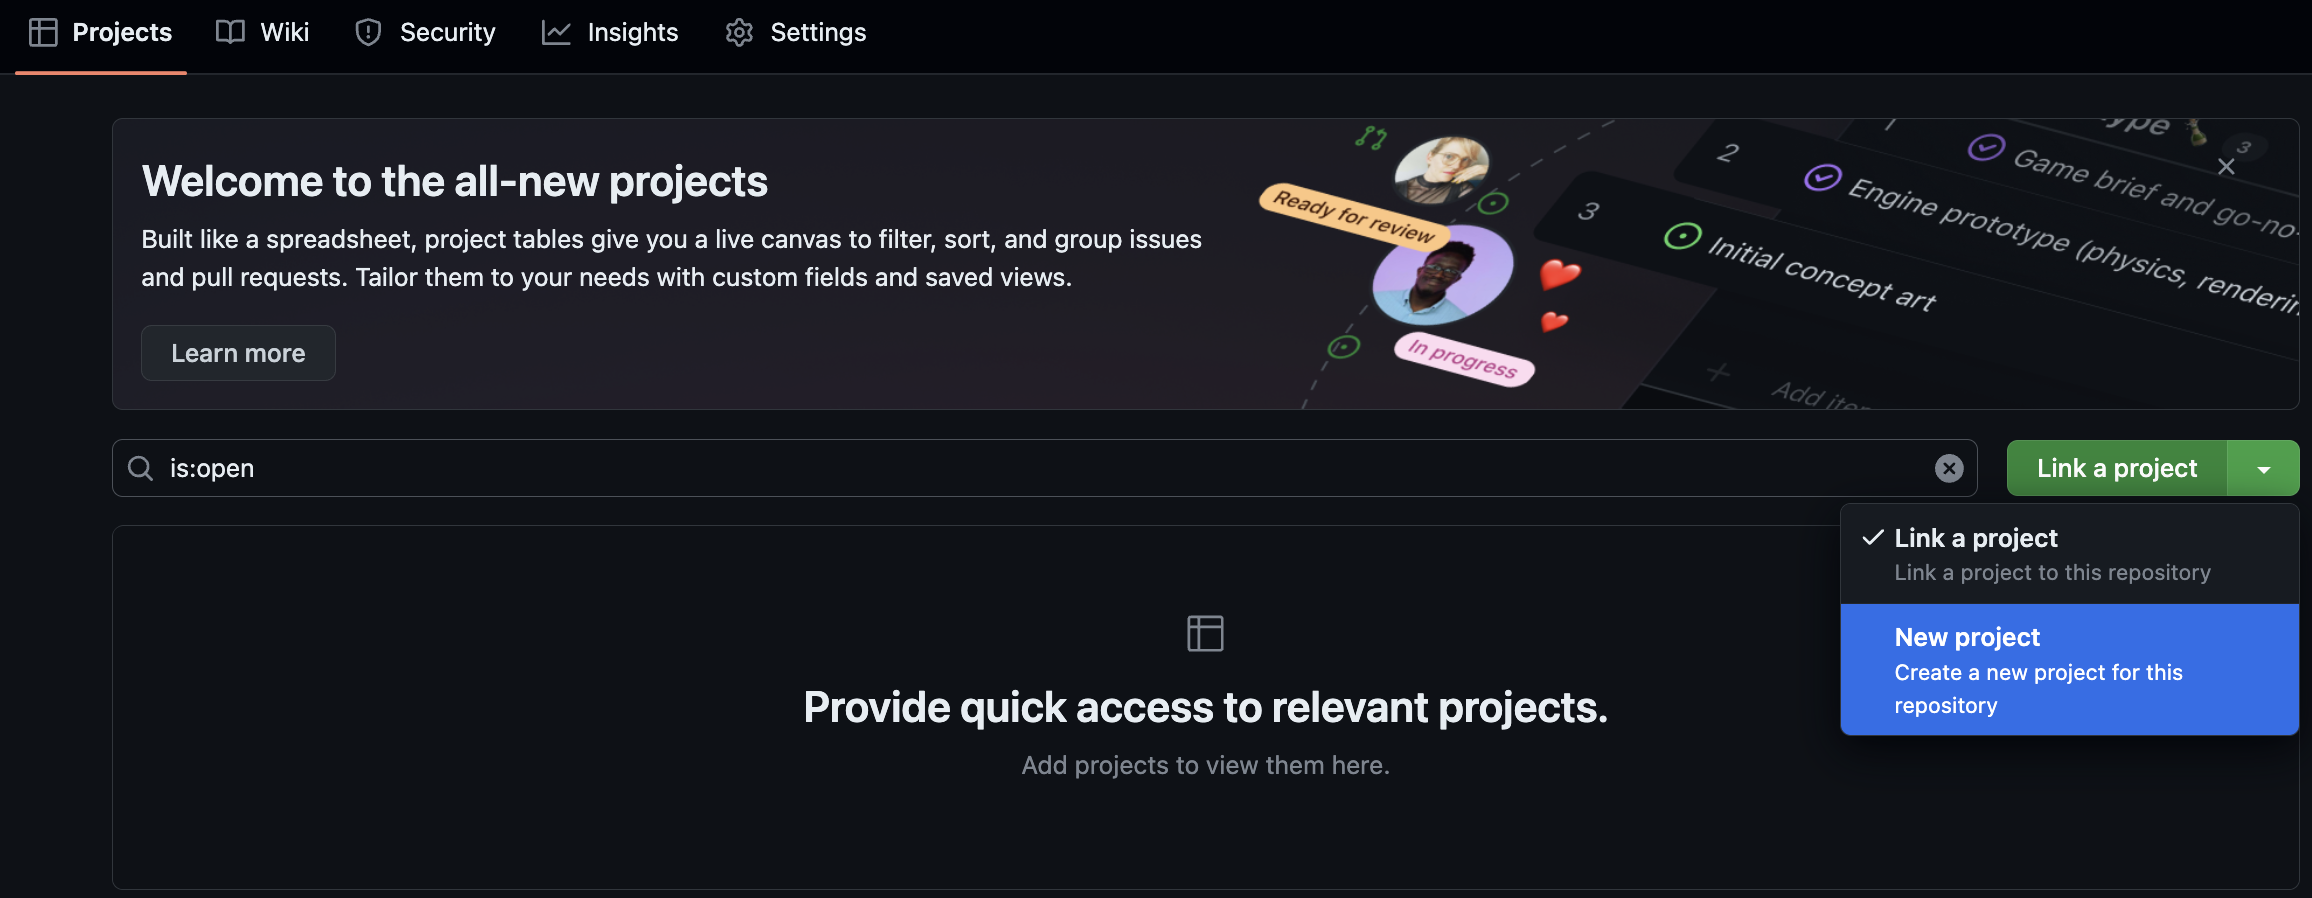 Projects
Wiki
Security
Insights
Settings
Welcome to the all-new projects
Built like a spreadsheet, project tables give you a live canvas to filter, sort, and group issues
and pull requests. Tailor them to your needs with custom fields and saved views.
Learn more
Ready for review
In progress
3
1
Game brief and go-no-
2
Engine prototype (physics, renderin
3
Initial concept art
+
is:open
Link a project
Link a project
Link a project to this repository
New project
Create a new project for this
repository
Provide quick access to relevant projects.
Add projects to view them here.